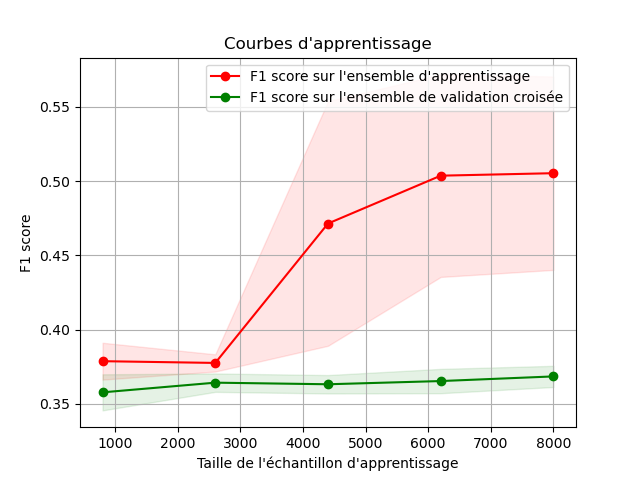 Courbes d'apprentissage
F1 score sur l'ensemble d'apprentissage
F1 score sur l'ensemble de validation croisée
0.55
0.50
0.45
0.40
0.35
F1 score
1000 2000 3000 4000 5000 6000 7000 8000
Taille de l'échantillon d'apprentissage